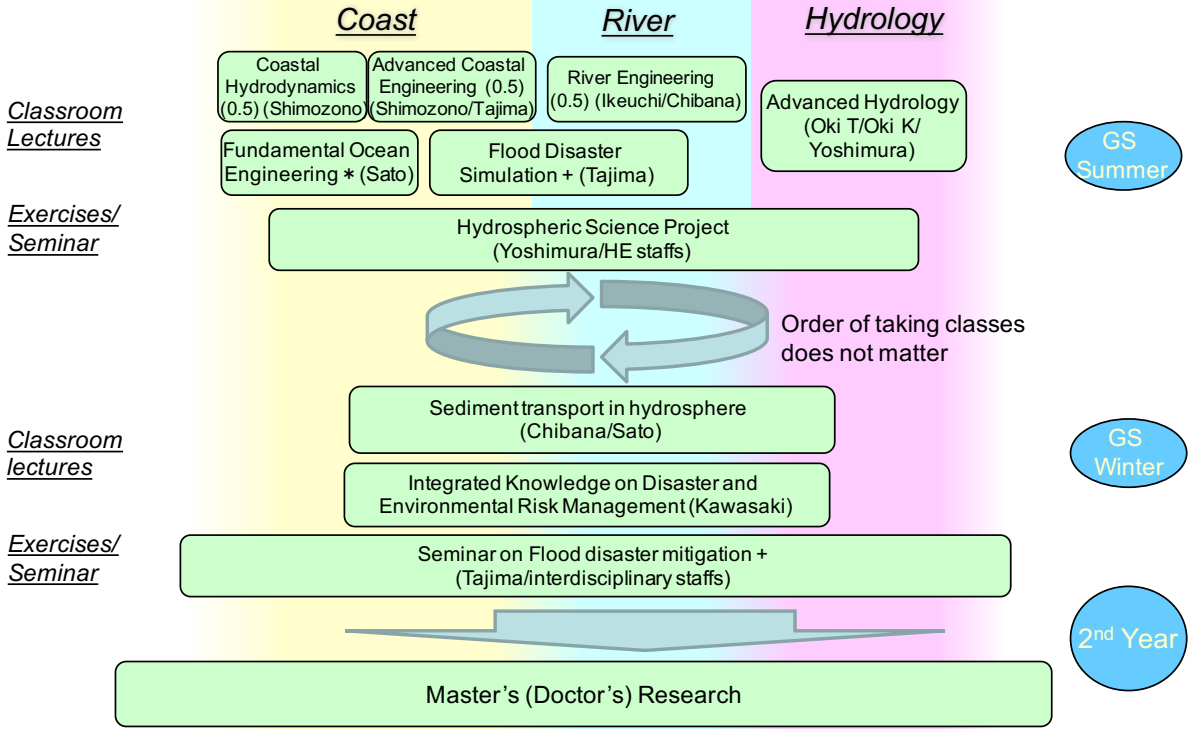 Coast
River
Hydrology
Classroom
Lectures
Coastal
Hydrodynamics
(0.5) (Shimozono)
Advanced Coastal
Engineering (0.5)
(Shimozono/Tajima)
River Engineering
(0.5) (Ikeuchi/Chibana)
Advanced Hydrology
(Oki T/Oki K/
Yoshimura)
Fundamental Ocean
Engineering * (Sato)
Flood Disaster
Simulation + (Tajima)
GS
Summer
Exercises/
Seminar
Hydrospheric Science Project
(Yoshimura/HE staffs)
Order of taking classes
does not matter
Classroom
lectures
Sediment transport in hydrosphere
(Chibana/Sato)
Integrated Knowledge on Disaster and
Environmental Risk Management (Kawasaki)
GS
Winter
Exercises/
Seminar
Seminar on Flood disaster mitigation +
(Tajima/interdisciplinary staffs)
2nd Year
Master's (Doctor's) Research